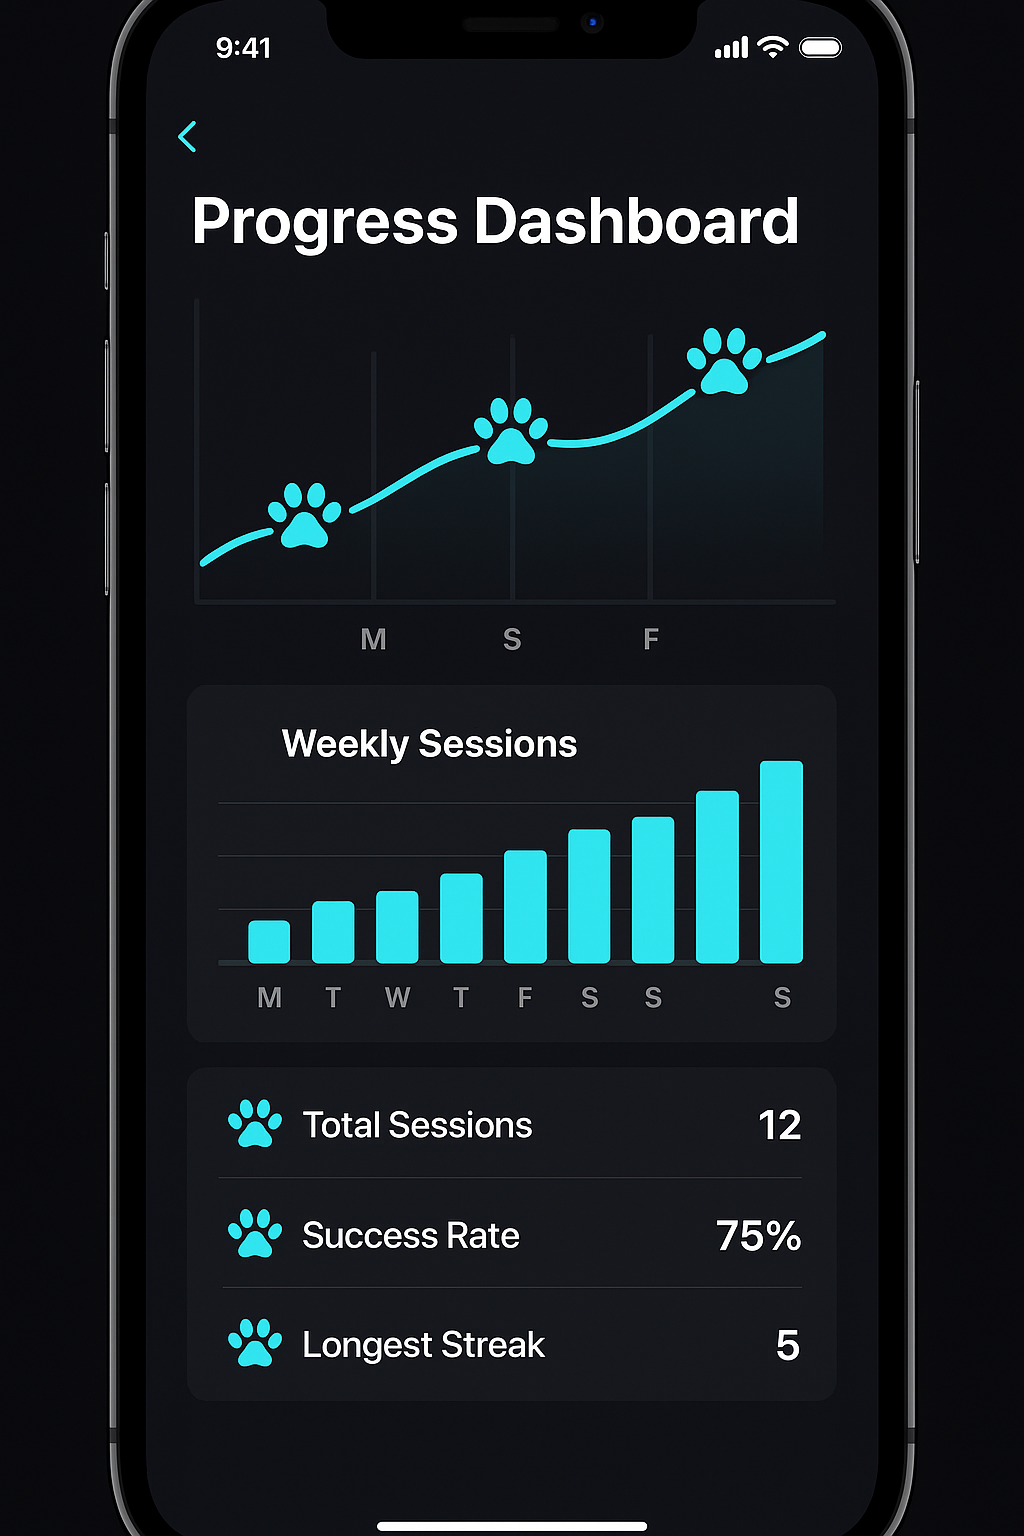 9:41
Progress Dashboard
M S F
Weekly Sessions
M T W T F S S S
Total Sessions 12
Success Rate 75%
Longest Streak 5